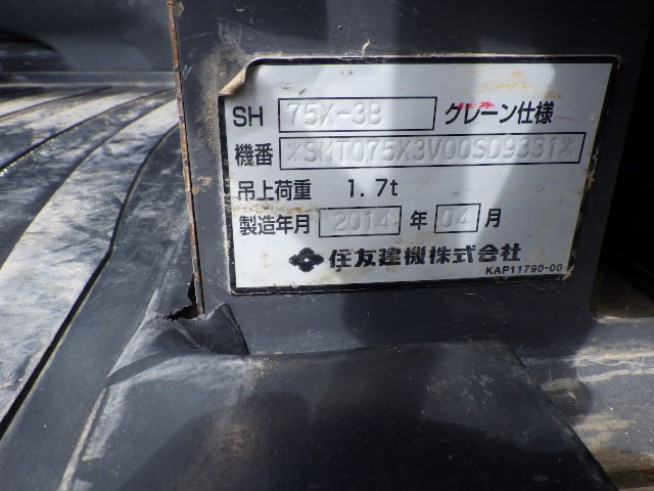 SH 75X-3B クレーン仕様
機番 *SMT075X3V00SD9331*
吊上荷重 1.7t
製造年月 2014 年 04 月
住友建機株式会社
KAP11790-00